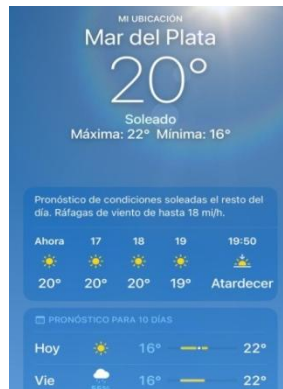 MI UBICACIÓN
Mar del Plata
20°
Soleado
Máxima: 22° Mínima: 16°
Pronóstico de condiciones soleadas el resto del
día. Ráfagas de viento de hasta 18 mi/h.
Ahora 17 18 19 19:50
20° 20° 20° 19° Atardecer
PRONÓSTICO PARA 10 DÍAS
Hoy 16° 22°
Vie 16° 22°